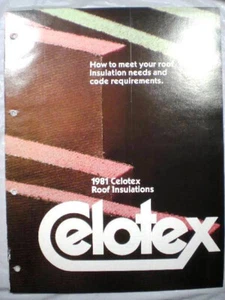 How to meet your roof
insulation needs and
code requirements.
1981 Celotex
Roof Insulations
Celotex